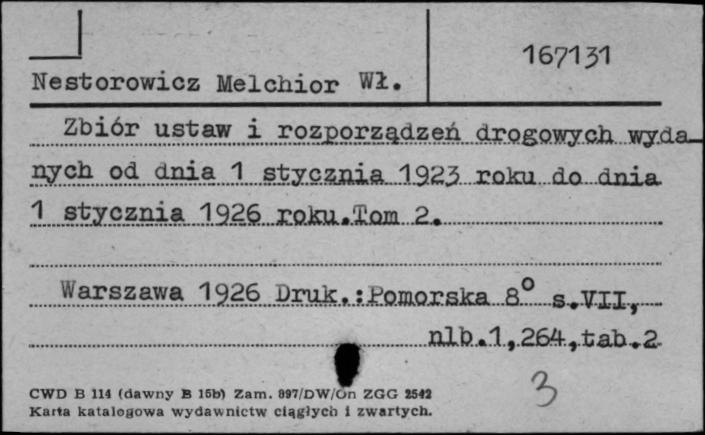 167131
Nestorowicz Melchior Wł.
Zbiór ustaw i rozporządzeń drogowych wyda-
nych od dnia 1 stycznia 1923 roku do dnia
1 stycznia 1926 roku.Tom 2.
Warszawa 1926 Druk.:Pomorska 8° s.VII,
nlb.1,264,tab.2
3
CWD B 114 (dawny B 15b) Zam. 897/DW/On ZGG 2542
Karta katalogowa wydawnictw ciągłych i zwartych.